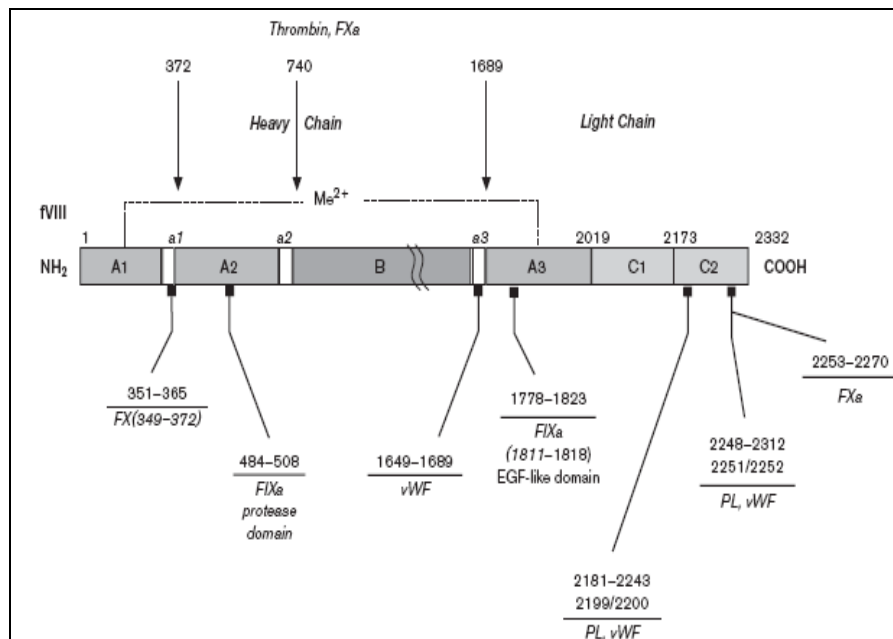 Thrombin, FXa
372 740 1689
Heavy Chain Light Chain
Me2+
fVIII
1 a1 a2 a3 2019 2173 2332
NH2 A1 A2 B A3 C1 C2 COOH
351–365
FX(349–372)
484–508
FIXa
protease
domain
1649–1689
vWF
1778–1823
FIXa
(1811–1818)
EGF-like domain
2181–2243
2199/2200
PL, vWF
2248–2312
2251/2252
PL, vWF
2253–2270
FXa